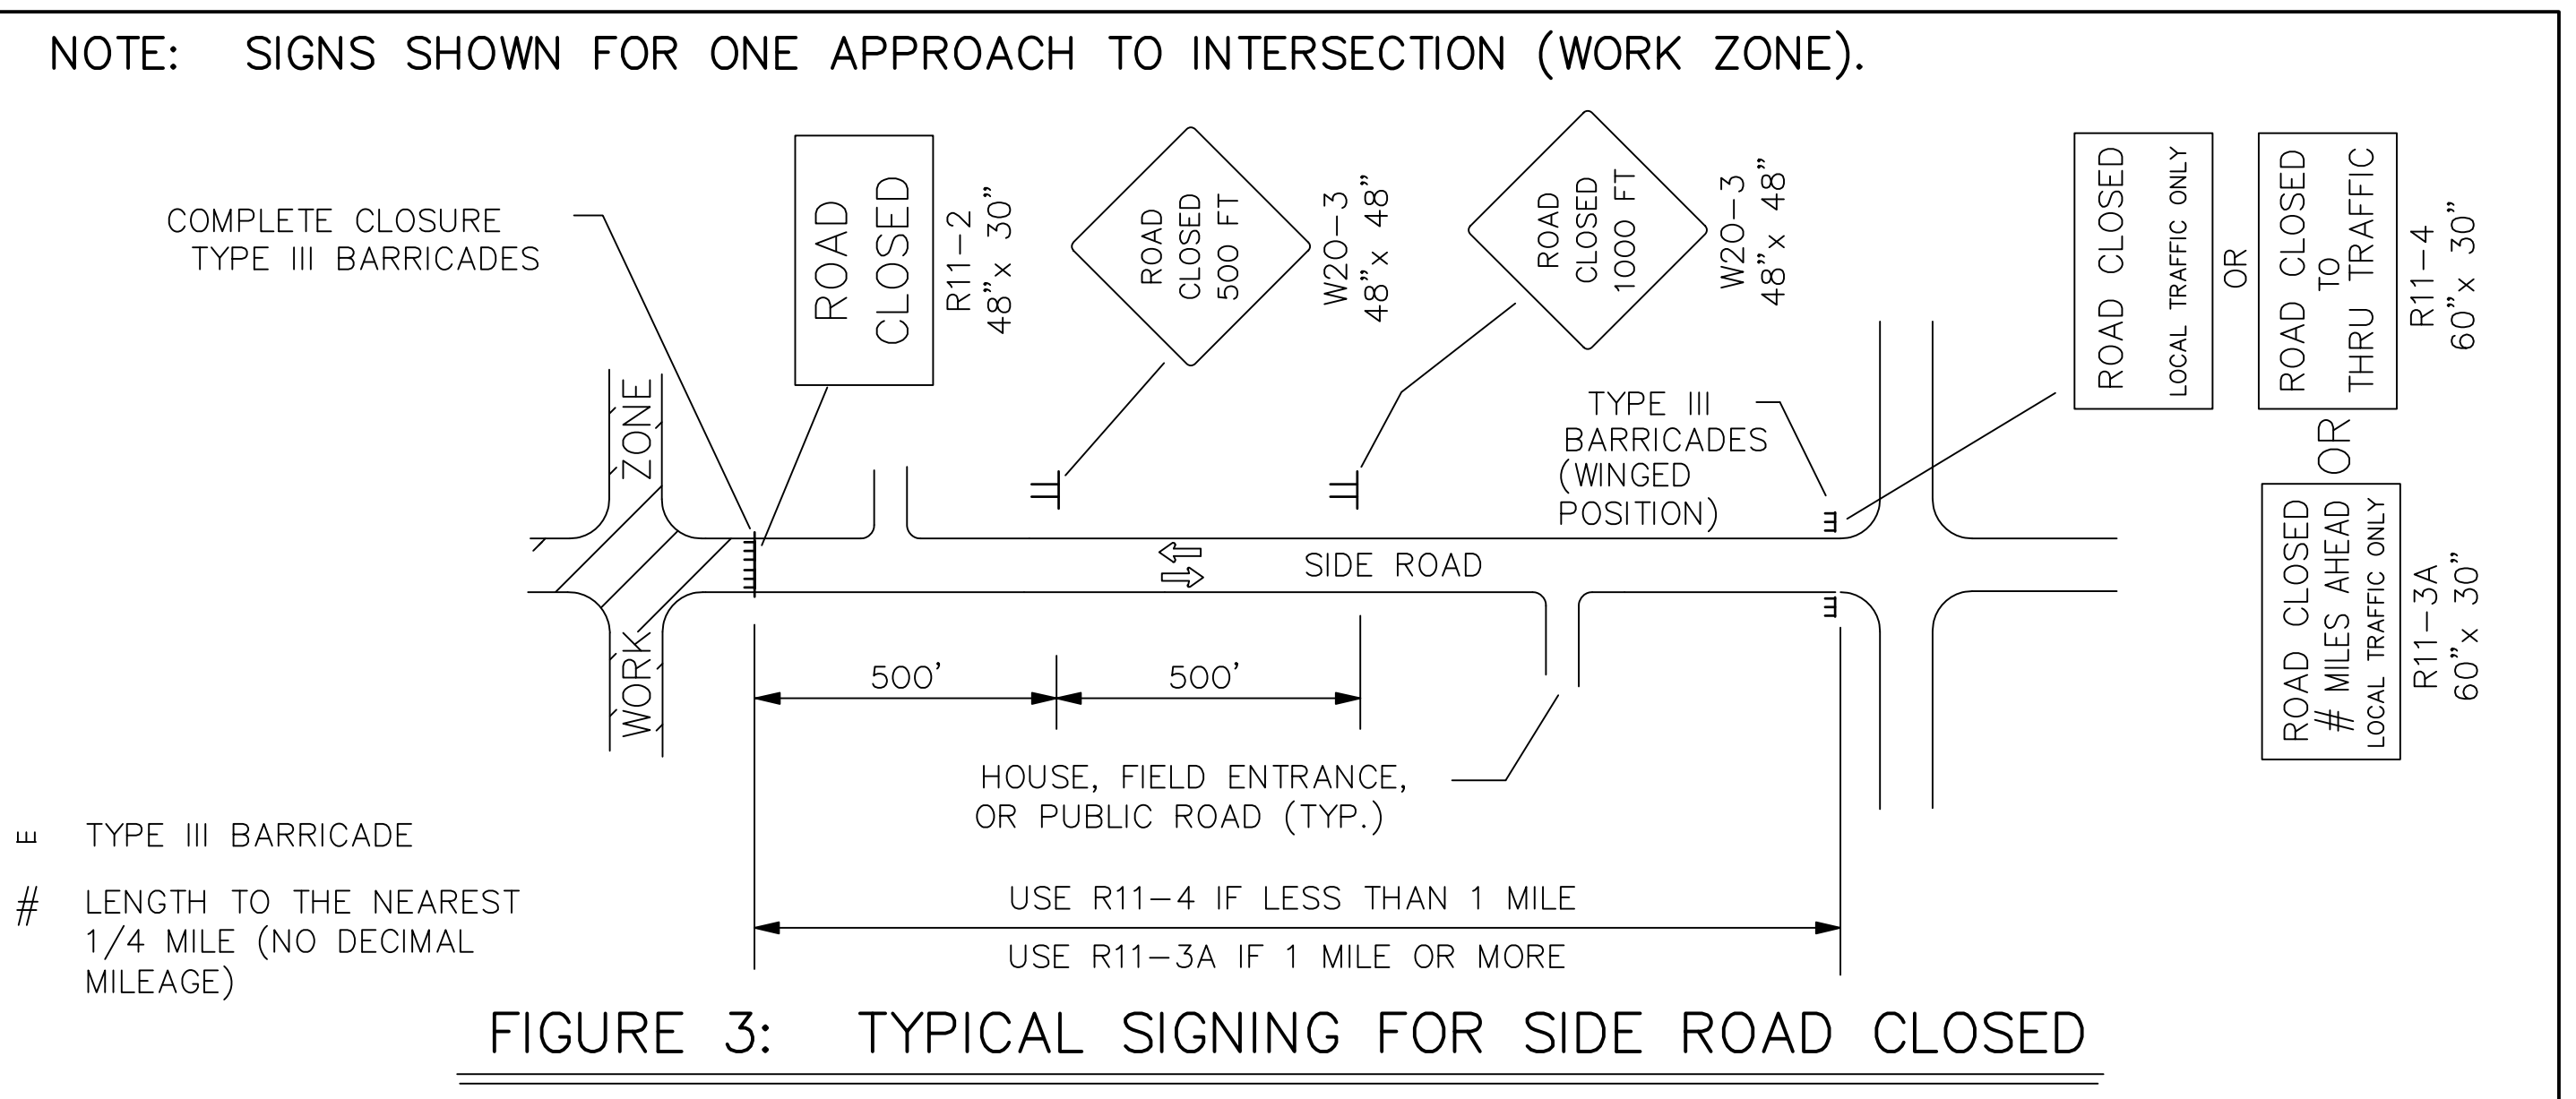 NOTE: SIGNS SHOWN FOR ONE APPROACH TO INTERSECTION (WORK ZONE).
COMPLETE CLOSURE
TYPE III BARRICADES
ROAD
CLOSED
R11-2
48"x 30"
ROAD
CLOSED
500 FT
W20-3
48"x 48"
ROAD
CLOSED
1000 FT
W20-3
48"x 48"
TYPE III
BARRICADES
(WINGED
POSITION)
ROAD CLOSED
LOCAL TRAFFIC ONLY
OR
ROAD CLOSED
TO
THRU TRAFFIC
R11-4
60"x 30"
OR
ROAD CLOSED
# MILES AHEAD
LOCAL TRAFFIC ONLY
R11-3A
60"x 30"
WORK ZONE
SIDE ROAD
500'
500'
HOUSE, FIELD ENTRANCE,
OR PUBLIC ROAD (TYP.)
TYPE III BARRICADE
# LENGTH TO THE NEAREST
1/4 MILE (NO DECIMAL
MILEAGE)
USE R11-4 IF LESS THAN 1 MILE
USE R11-3A IF 1 MILE OR MORE
FIGURE 3: TYPICAL SIGNING FOR SIDE ROAD CLOSED